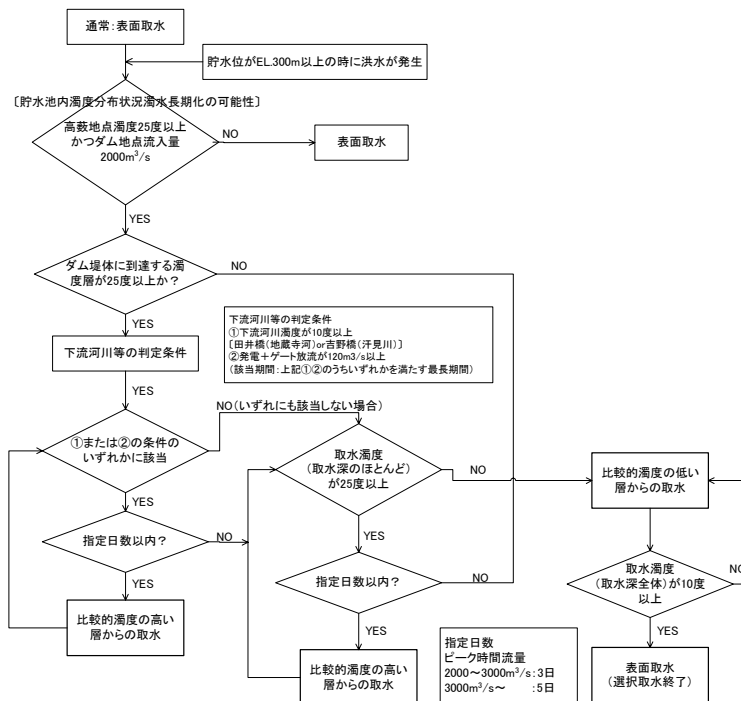 通常:表面取水
貯水位がEL.300m以上の時に洪水が発生
〔貯水池内濁度分布状況濁水長期化の可能性〕
高薮地点濁度25度以上
かつダム地点流入量
2000m³/s
NO
表面取水
YES
ダム堤体に到達する濁
度層が25度以上か?
NO
YES
下流河川等の判定条件
①下流河川濁度が10度以上
〔田井橋(地蔵寺河)or吉野橋(汗見川)〕
②発電+ゲート放流が120m3/s以上
(該当期間:上記①②のうちいずれかを満たす最長期間)
下流河川等の判定条件
YES
NO(いずれにも該当しない場合)
①または②の条件の
いずれかに該当
取水濁度
(取水深のほとんど)
が25度以上
NO
比較的濁度の低い
層からの取水
YES
YES
指定日数以内?
NO
指定日数以内?
NO
取水濁度
(取水深全体)が10度
以上
NO
YES
比較的濁度の高い
層からの取水
YES
比較的濁度の高い
層からの取水
指定日数
ピーク時間流量
2000~3000m³/s:3日
3000m³/s~ :5日
YES
表面取水
(選択取水終了)